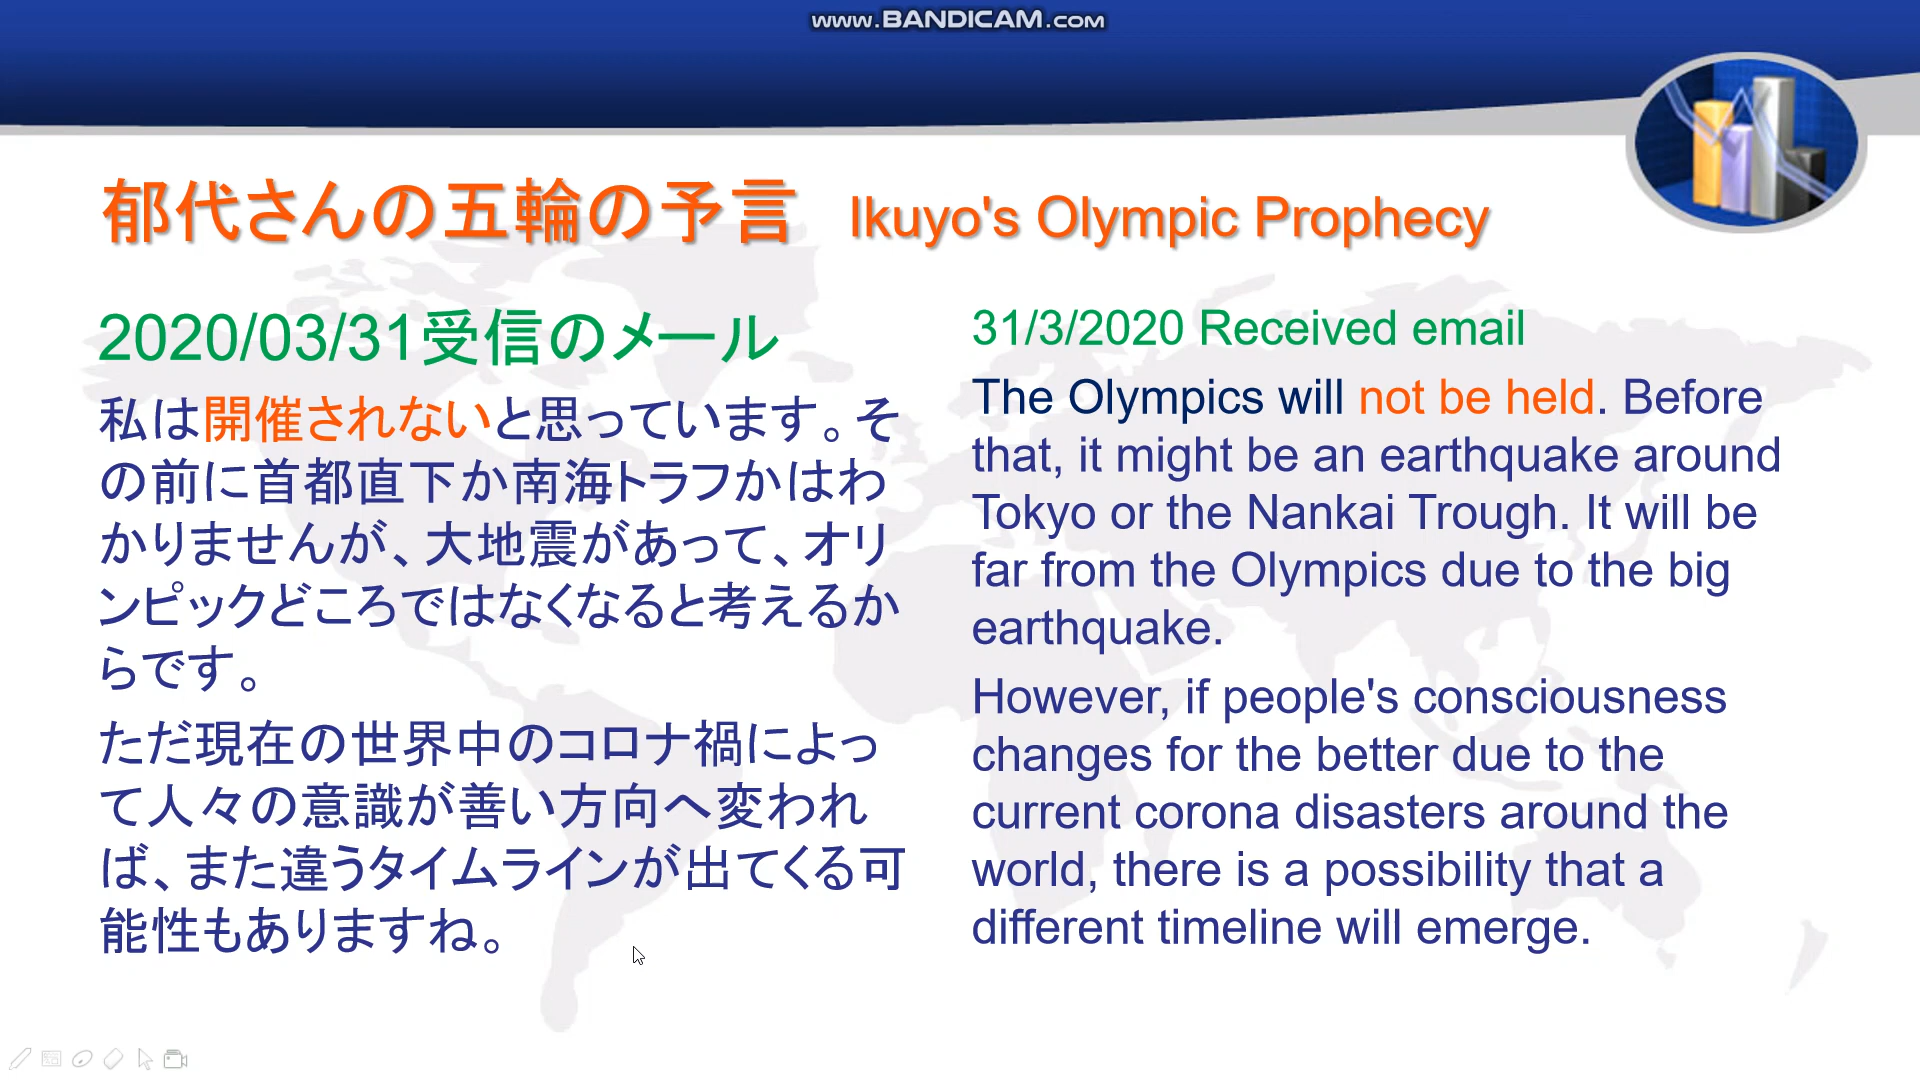 www.BANDICAM.com
郁代さんの五輪の予言 Ikuyo's Olympic Prophecy
2020/03/31受信のメール
私は開催されないと思っています。そ
の前に首都直下か南海トラフかはわ
かりませんが、大地震があって、オリ
ンピックどころではなくなると考えるか
らです。
ただ現在の世界中のコロナ禍によっ
て人々の意識が善い方向へ変われ
ば、また違うタイムラインが出てくる可
能性もありますね。
31/3/2020 Received email
The Olympics will not be held. Before
that, it might be an earthquake around
Tokyo or the Nankai Trough. It will be
far from the Olympics due to the big
earthquake.
However, if people's consciousness
changes for the better due to the
current corona disasters around the
world, there is a possibility that a
different timeline will emerge.